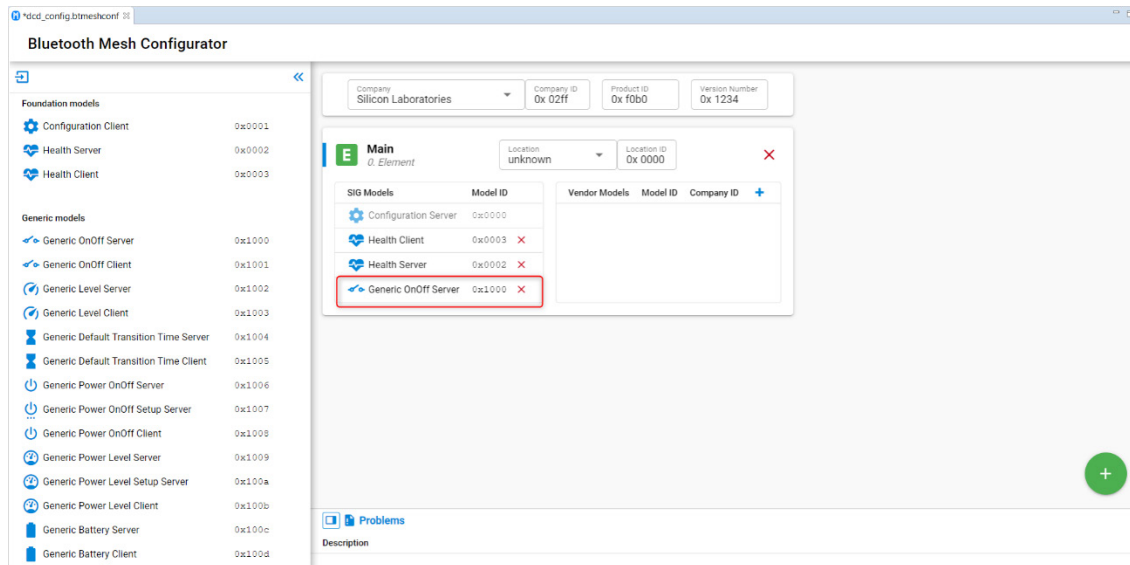 *dcd_config.btmeshconf
Bluetooth Mesh Configurator
Foundation models
Configuration Client 0x0001
Health Server 0x0002
Health Client 0x0003
Generic models
Generic OnOff Server 0x1000
Generic OnOff Client 0x1001
Generic Level Server 0x1002
Generic Level Client 0x1003
Generic Default Transition Time Server 0x1004
Generic Default Transition Time Client 0x1005
Generic Power OnOff Server 0x1006
Generic Power OnOff Setup Server 0x1007
Generic Power OnOff Client 0x1008
Generic Power Level Server 0x1009
Generic Power Level Setup Server 0x100a
Generic Power Level Client 0x100b
Generic Battery Server 0x100c
Generic Battery Client 0x100d
Company Company ID Product ID Version Number
Silicon Laboratories 0x 02ff 0x f0b0 0x 1234
E
Main
0. Element
Location Location ID
unknown 0x 0000
SIG Models Model ID
Configuration Server 0x0000
Health Client 0x0003
Health Server 0x0002
Generic OnOff Server 0x1000
Vendor Models Model ID Company ID +
+
Problems
Description